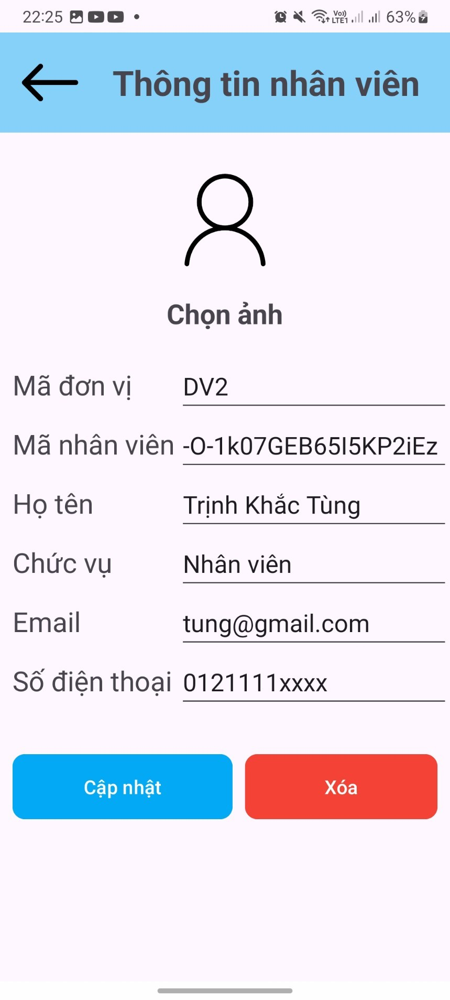 22:25 Vo)) LTE1 63%
Thông tin nhân viên
Chọn ảnh
Mã đơn vị DV2
Mã nhân viên -O-1k07GEB65I5KP2iEz
Họ tên Trịnh Khắc Tùng
Chức vụ Nhân viên
Email tung@gmail.com
Số điện thoại 0121111xxxx
Cập nhật Xóa